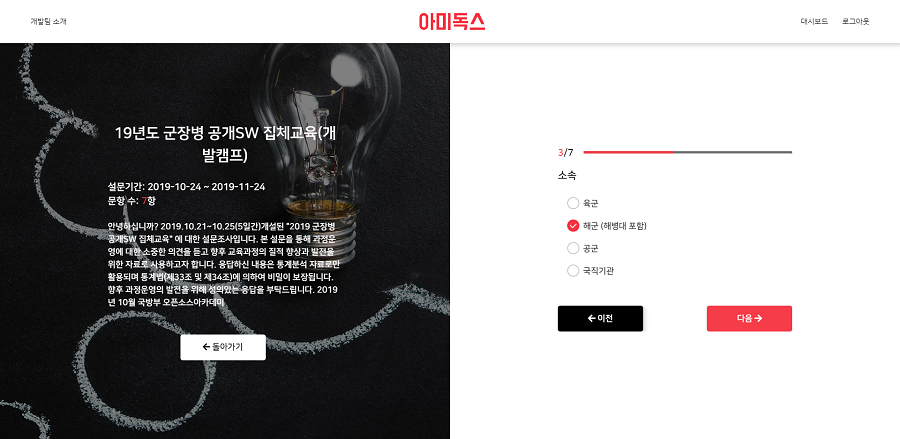 개발팀 소개
아미독스
대시보드 로그아웃
19년도 군장병 공개SW 집체교육(개
발캠프)
설문기간: 2019-10-24 ~ 2019-11-24
문항 수: 7항
안녕하십니까? 2019.10.21~10.25(5일간)개설된 "2019 군장병
공개SW 집체교육" 에 대한 설문조사입니다. 본 설문을 통해 과정운
영에 대한 소중한 의견을 듣고 향후 교육과정의 질적 향상과 발전을
위한 자료로 사용하고자 합니다. 응답하신 내용은 통계분석 자료로만
활용되며 통계법(제33조 및 제34조)에 의하여 비밀이 보장됩니다.
향후 과정운영의 발전을 위해 성의있는 응답을 부탁드립니다. 2019
년 10월 국방부 오픈소스아카데미
← 돌아가기
3/7
소속
육군
해군 (해병대 포함)
공군
국직기관
← 이전
다음 →